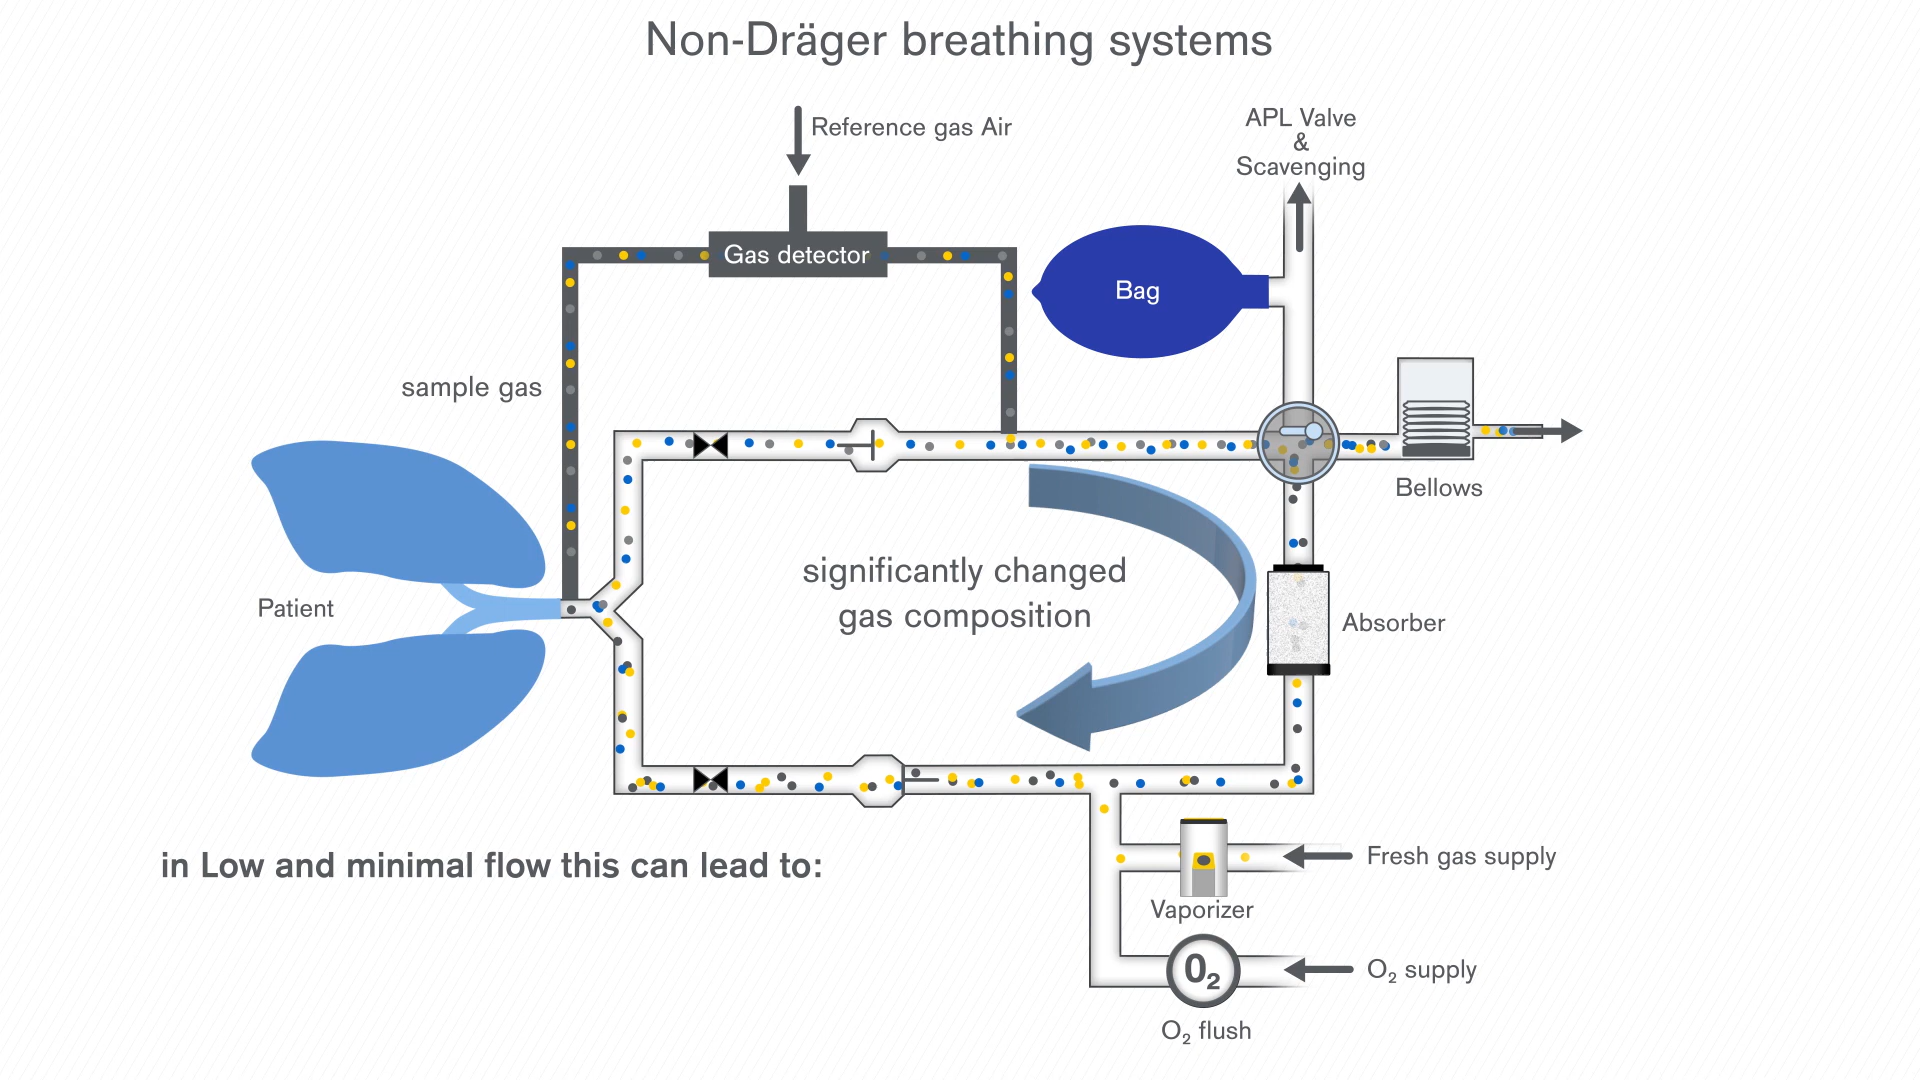 Non-Dräger breathing systems
Reference gas Air
APL Valve
&
Scavenging
Gas detector
Bag
sample gas
Bellows
significantly changed
gas composition
Patient
Absorber
in Low and minimal flow this can lead to:
Fresh gas supply
Vaporizer
O₂
O₂ supply
O₂ flush